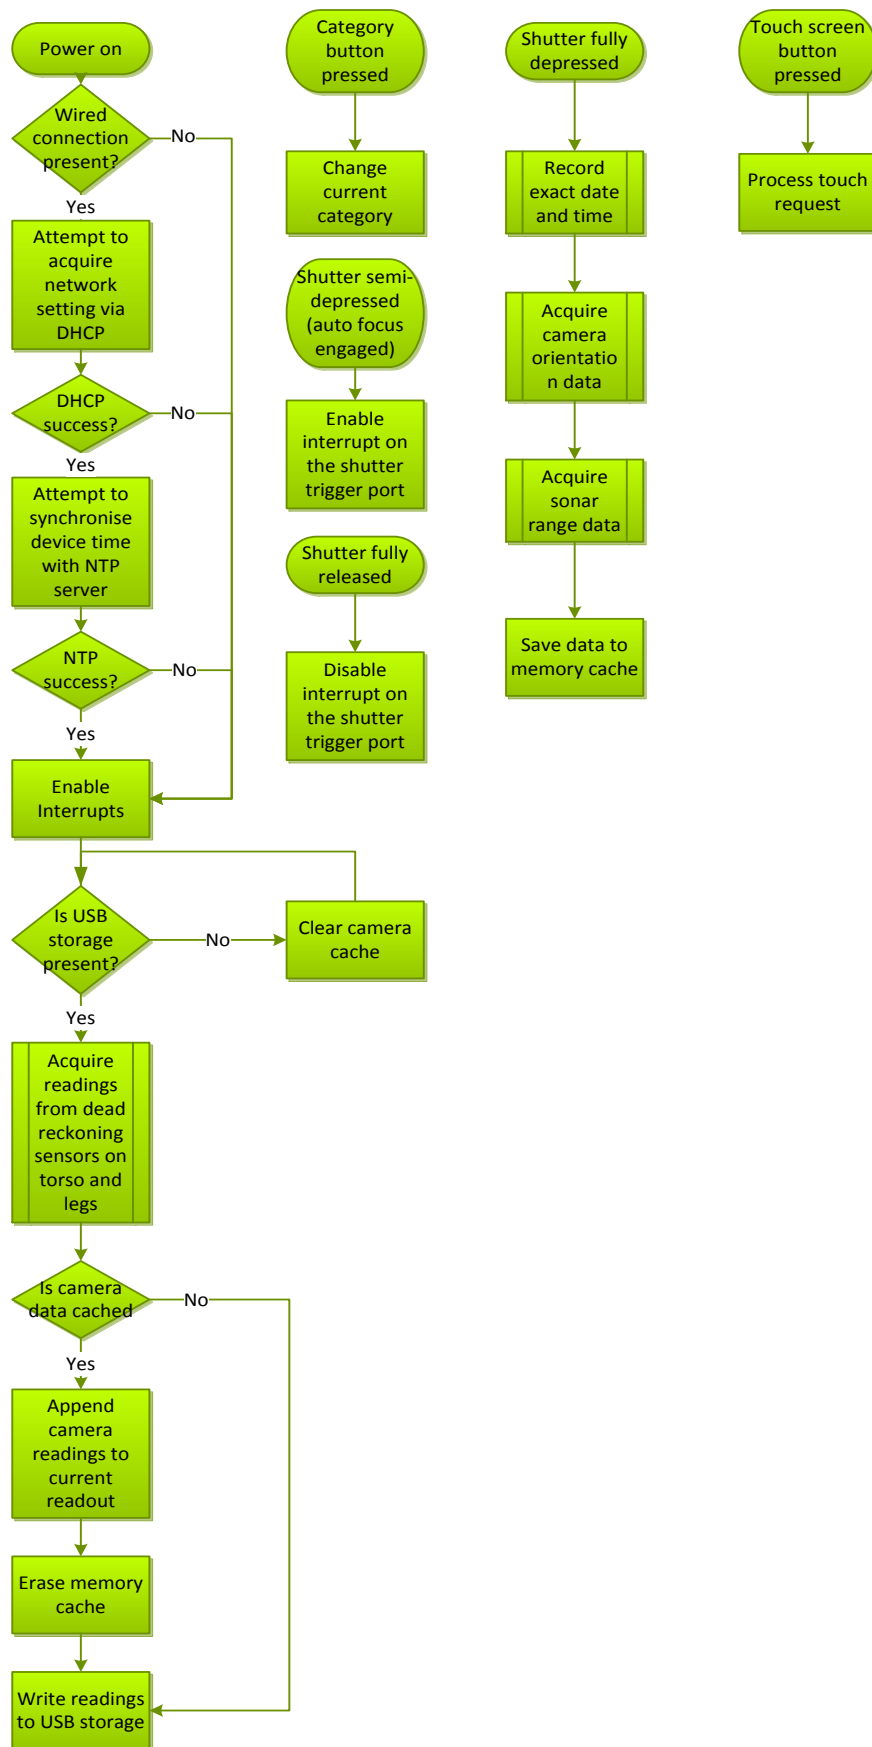 Power on
Wired
connection
present?
No
Yes
Attempt to
acquire
network
setting via
DHCP
DHCP
success?
No
Yes
Attempt to
synchronise
device time
with NTP
server
NTP
success?
No
Yes
Enable
Interrupts
Is USB
storage
present?
No
Clear camera
cache
Yes
Acquire
readings
from dead
reckoning
sensors on
torso and
legs
Is camera
data cached
No
Yes
Append
camera
readings to
current
readout
Erase memory
cache
Write readings
to USB storage
Category
button
pressed
Change
current
category
Shutter semi-
depressed
(auto focus
engaged)
Enable
interrupt on
the shutter
trigger port
Shutter fully
released
Disable
interrupt on
the shutter
trigger port
Shutter fully
depressed
Record
exact date
and time
Acquire
camera
orientatio
n data
Acquire
sonar
range data
Save data to
memory cache
Touch screen
button
pressed
Process touch
request